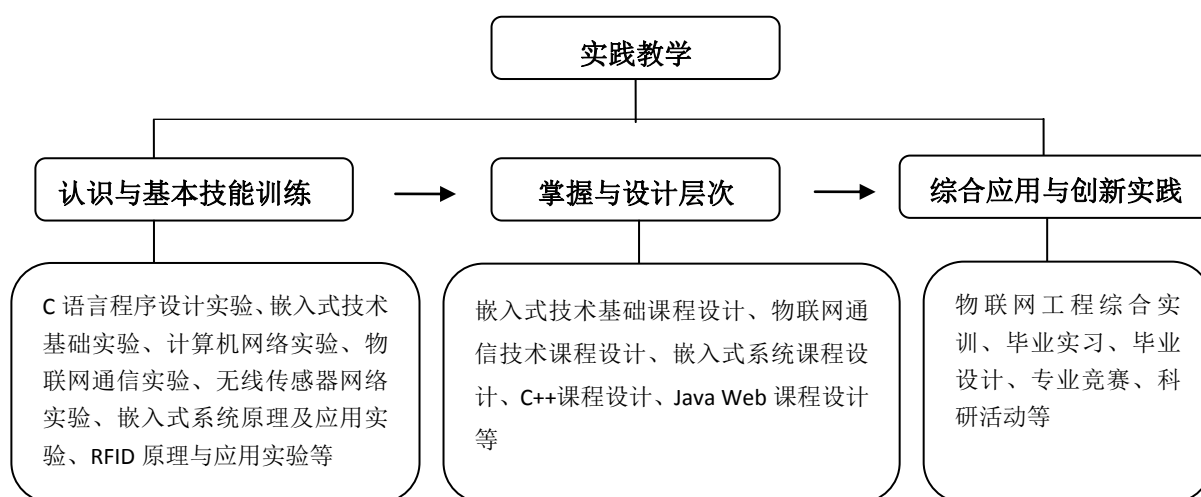 实践教学
认识与基本技能训练
掌握与设计层次
综合应用与创新实践
C 语言程序设计实验、嵌入式技术
基础实验、计算机网络实验、物
联网通信实验、无线传感器网络
实验、嵌入式系统原理及应用实
验、RFID 原理与应用实验等
嵌入式技术基础课程设计、物联网通
信技术课程设计、嵌入式系统课程设
计、C++课程设计、Java Web 课程设计
等
物联网工程综合实
训、毕业实习、毕业
设计、专业竞赛、科
研活动等